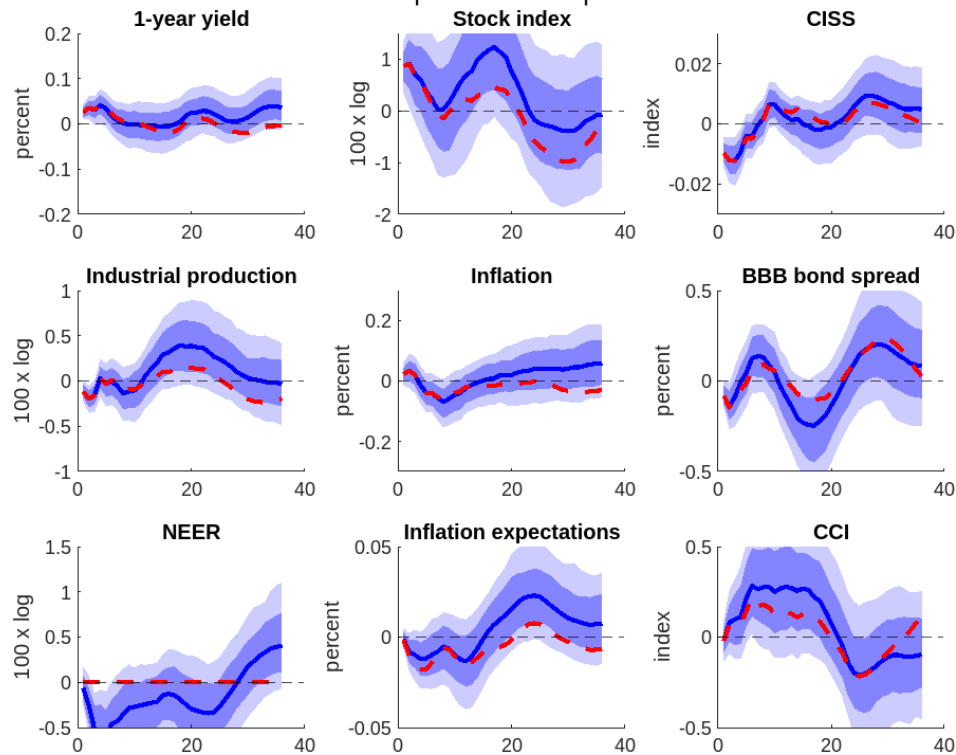 1-year yield
percent
0.2
0.1
0
-0.1
-0.2
0 20 40
Stock index
100 x log
1
0
-1
-2
0 20 40
CISS
index
0.02
0
-0.02
0 20 40
Industrial production
100 x log
1
0.5
0
-0.5
-1
0 20 40
Inflation
percent
0.2
0
-0.2
0 20 40
BBB bond spread
percent
0.5
0
-0.5
0 20 40
NEER
100 x log
1.5
1
0.5
0
-0.5
0 20 40
Inflation expectations
percent
0.05
0
-0.05
0 20 40
CCI
index
0.5
0
-0.5
0 20 40